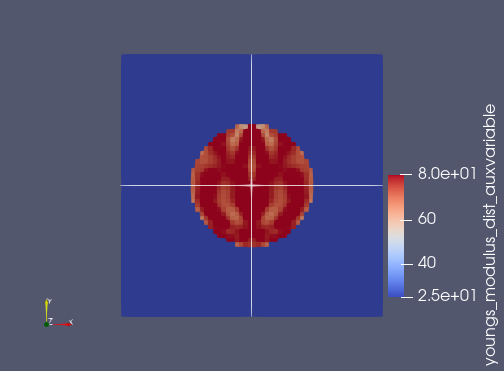 8.0e+01
60
40
2.5e+01
youngs_modulus_dist_auxvariable
Y
Z
X